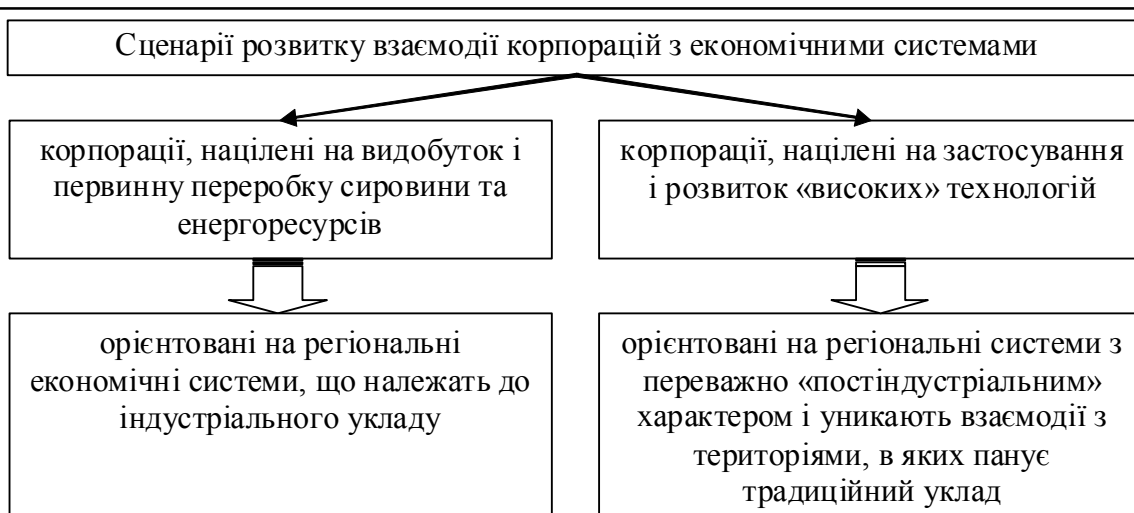 Сценарії розвитку взаємодії корпорацій з економічними системами
корпорації, націлені на видобуток і
первинну переробку сировини та
енергоресурсів
корпорації, націлені на застосування
і розвиток «високих» технологій
орієнтовані на регіональні
економічні системи, що належать до
індустріального укладу
орієнтовані на регіональні системи з
переважно «постіндустріальним»
характером і уникають взаємодії з
територіями, в яких панує
традиційний уклад